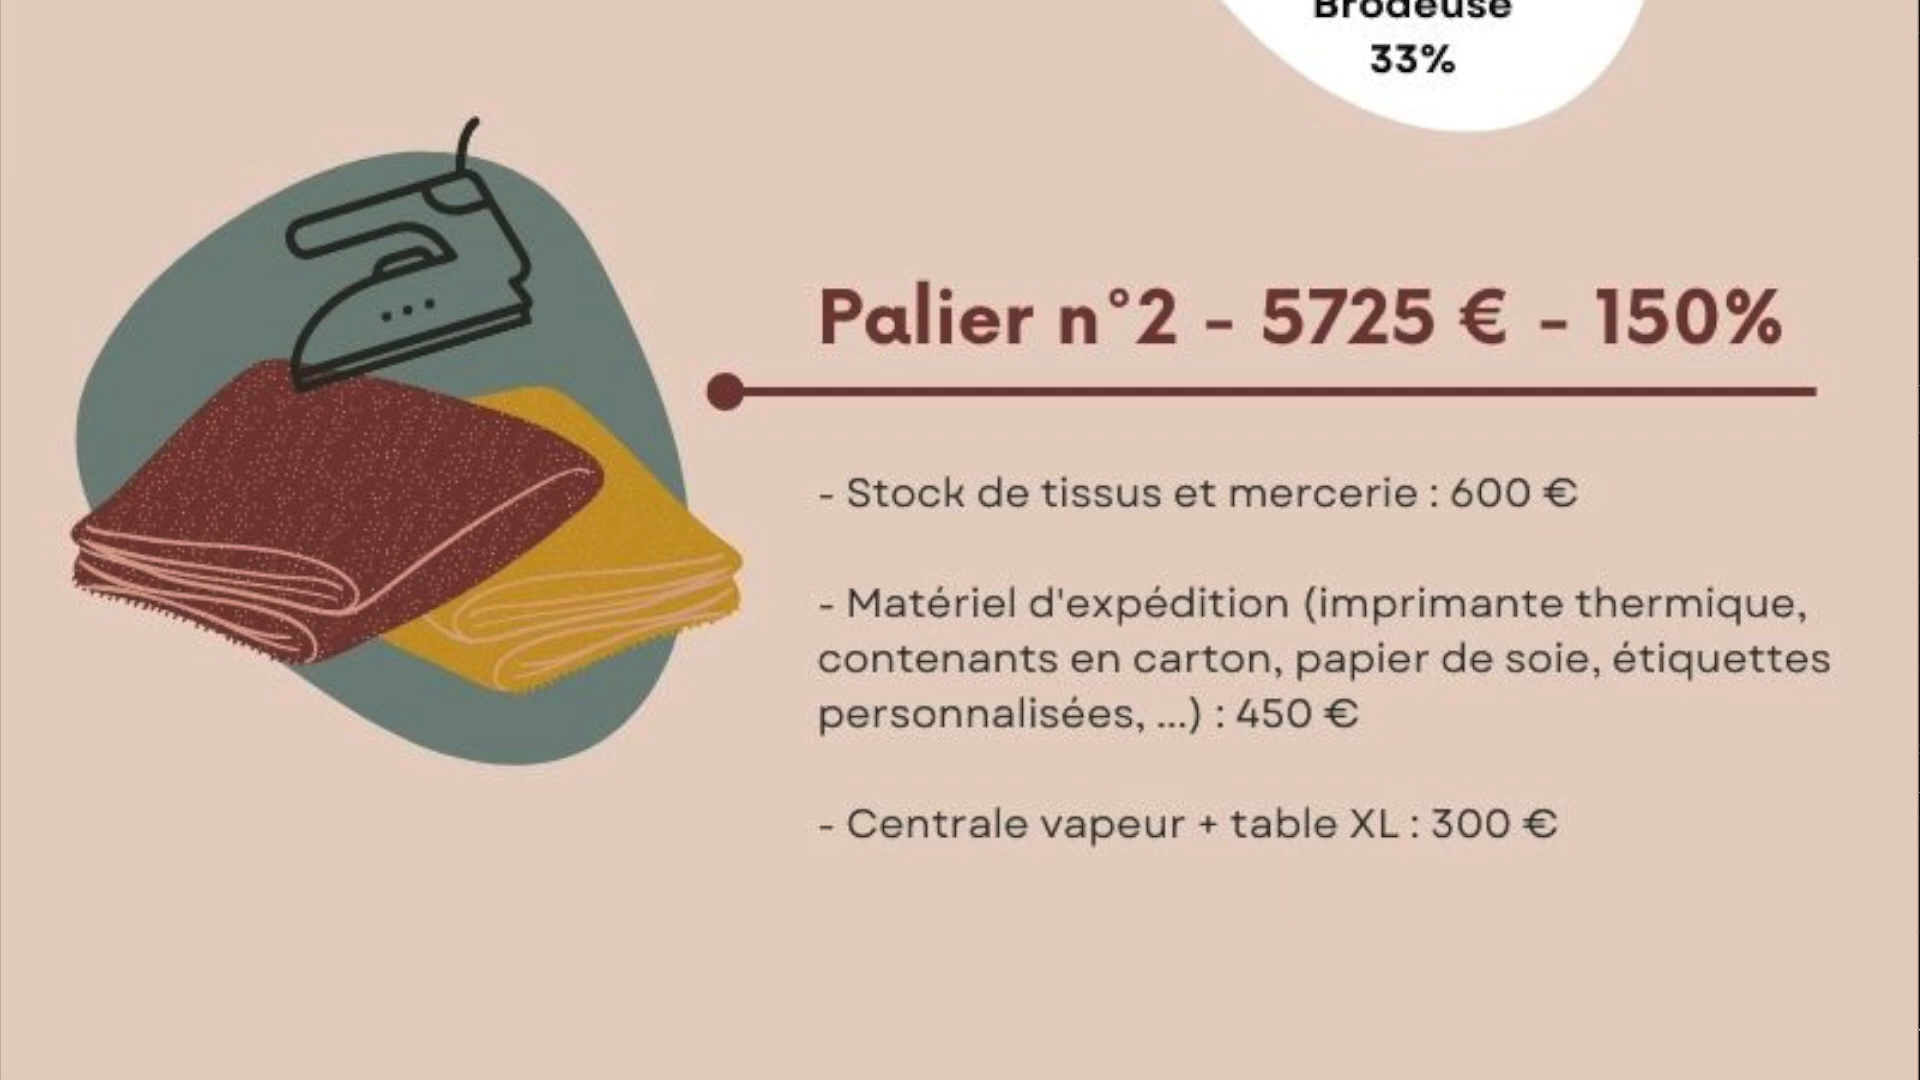 Brodeuse
33%
Palier n°2 - 5725 € - 150%
- Stock de tissus et mercerie : 600 €
- Matériel d'expédition (imprimante thermique,
contenants en carton, papier de soie, étiquettes
personnalisées, ...) : 450 €
- Centrale vapeur + table XL : 300 €